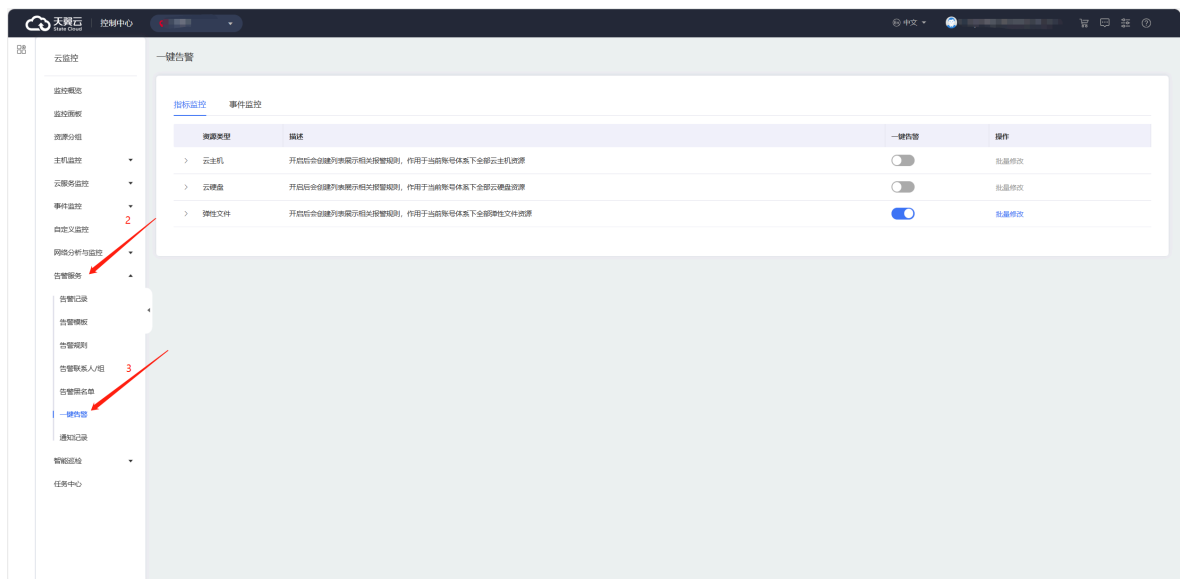 天翼云 控制中心 中文
State Cloud
云监控
一键告警
监控概览
监控面板
资源分组
主机监控
云服务监控
事件监控
2
自定义监控
网络分析与监控
告警服务
告警记录
告警模板
告警规则
告警联系人/组
3
告警黑名单
一键告警
通知记录
智能巡检
任务中心
指标监控 事件监控
资源类型 描述 一键告警 操作
云主机 开启后会创建列表展示相关报警规则，作用于当前账号体系下全部云主机资源 批量修改
云硬盘 开启后会创建列表展示相关报警规则，作用于当前账号体系下全部云硬盘资源 批量修改
弹性文件 开启后会创建列表展示相关报警规则，作用于当前账号体系下全部弹性文件资源 批量修改